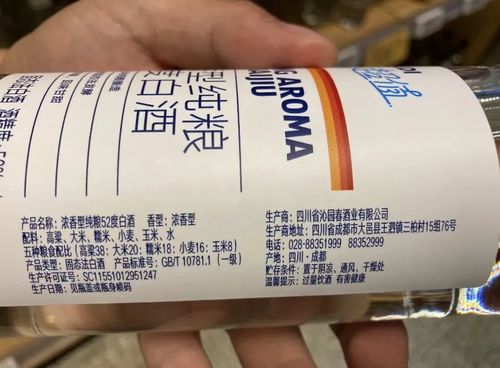 超值
G AROMA
IJIU
型纯粮
度白酒
产品名称：浓香型纯粮52度白酒 香型：浓香型
配料：高粱、大米、糯米、小麦、玉米、水
五种粮食配比（高粱38：大米20：糯米18：小麦16：玉米8）
产品类型：固态法白酒 产品标准号：GB/T 10781.1（一级）
生产许可证号：SC11551012951247
生产日期：见瓶盖或瓶身喷码
生产商：四川省沁园春酒业有限公司
生产商地址：四川省成都市大邑县王泗镇三柏村15组76号
电话：028-88351999 88352999
产地：四川·成都
贮存条件：置于阴凉、通风、干燥处
温馨提示：过量饮酒 有害健康